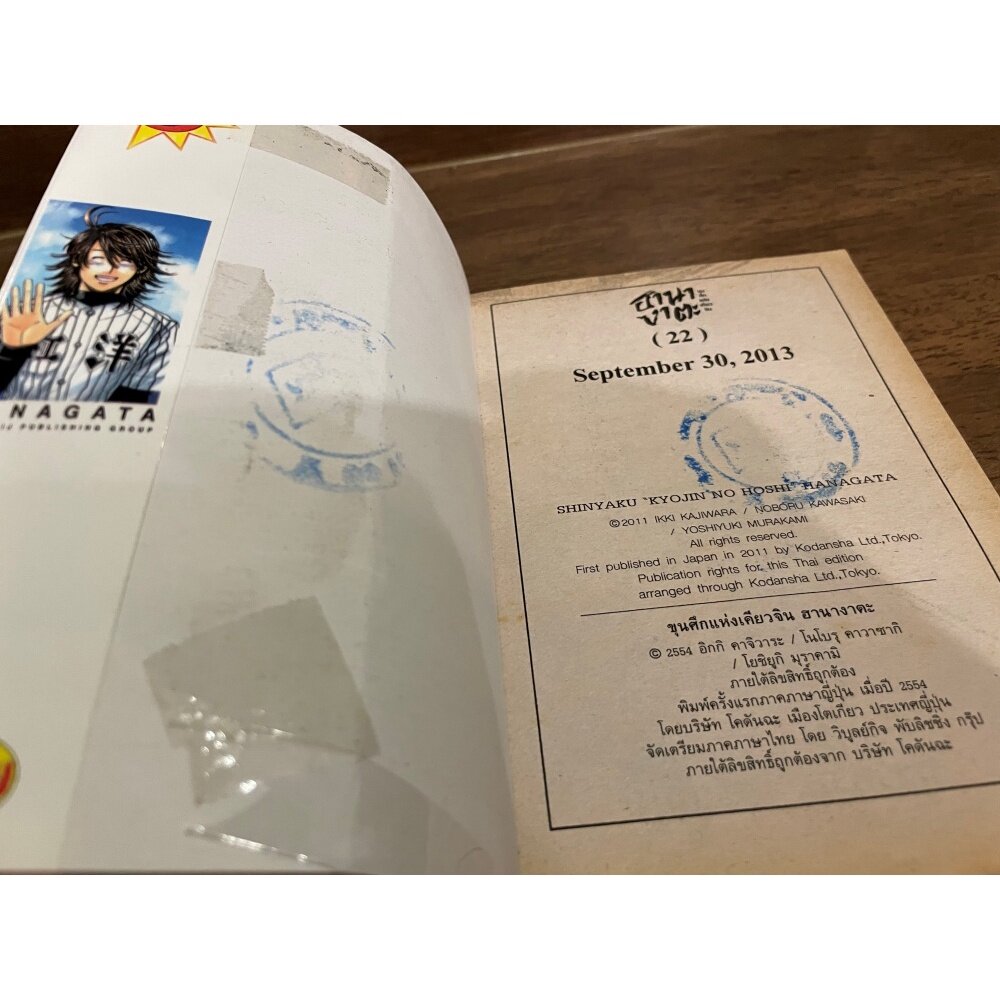 紅洋
NAGATA
IJ PUBLISHING GROUP
ฮานา
งาตะ
( 22 )
September 30, 2013
SHINYAKU “KYOJIN NO HOSHI” HANAGATA
©2011 IKKI KAJIWARA / NOBORU KAWASAKI
/ YOSHIYUKI MURAKAMI
All rights reserved.
First published in Japan in 2011 by Kodansha Ltd.,Tokyo.
Publication rights for this Thai edition
arranged through Kodansha Ltd.,Tokyo.
ขุนศึกแห่งเคียวจิน ฮานางาตะ
© 2554 อิกกิ คาจิวาระ / โนโบรุ คาวาซากิ
/ โยชิยูกิ มุราคามิ
ภายใต้ลิขสิทธิ์ถูกต้อง
พิมพ์ครั้งแรกภาคภาษาญี่ปุ่น เมื่อปี 2554
โดยบริษัท โคดันฉะ เมืองโตเกียว ประเทศญี่ปุ่น
จัดเตรียมภาคภาษาไทย โดย วิบูลย์กิจ พับลิชชิ่ง กรุ๊ป
ภายใต้ลิขสิทธิ์ถูกต้องจาก บริษัท โคดันฉะ